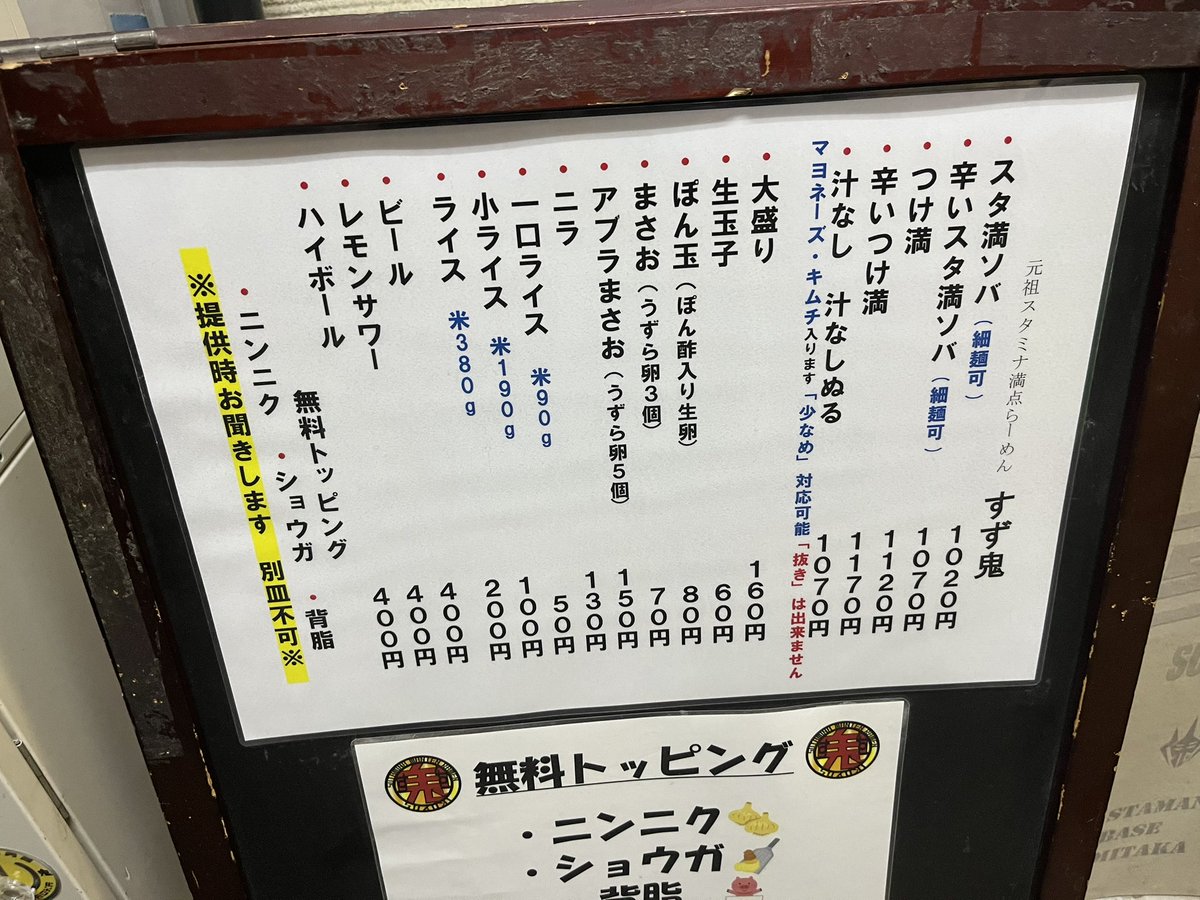 元祖スタミナ満点らーめん すず鬼
・スタ満ソバ（細麺可） 1020円
・辛いスタ満ソバ（細麺可） 1070円
・つけ満 1120円
・辛いつけ満 1170円
・汁なし 汁なしぬる 1070円
マヨネーズ・キムチ入ります「少なめ」対応可能「抜き」は出来ません
・大盛り 160円
・生玉子 60円
・ぽん玉（ぽん酢入り生卵） 80円
・まさお（うずら卵3個） 70円
・アブラまさお（うずら卵5個） 150円
・ニラ 130円
・一口ライス 米90g 50円
・小ライス 米190g 100円
・ライス 米380g 200円
・ビール 400円
・レモンサワー 400円
・ハイボール 400円
無料トッピング
・ニンニク ・ショウガ ・背脂
※提供時お聞きします 別皿不可※
無料トッピング
・ニンニク
・ショウガ
背脂
STAMAN
BASE
MITAKA